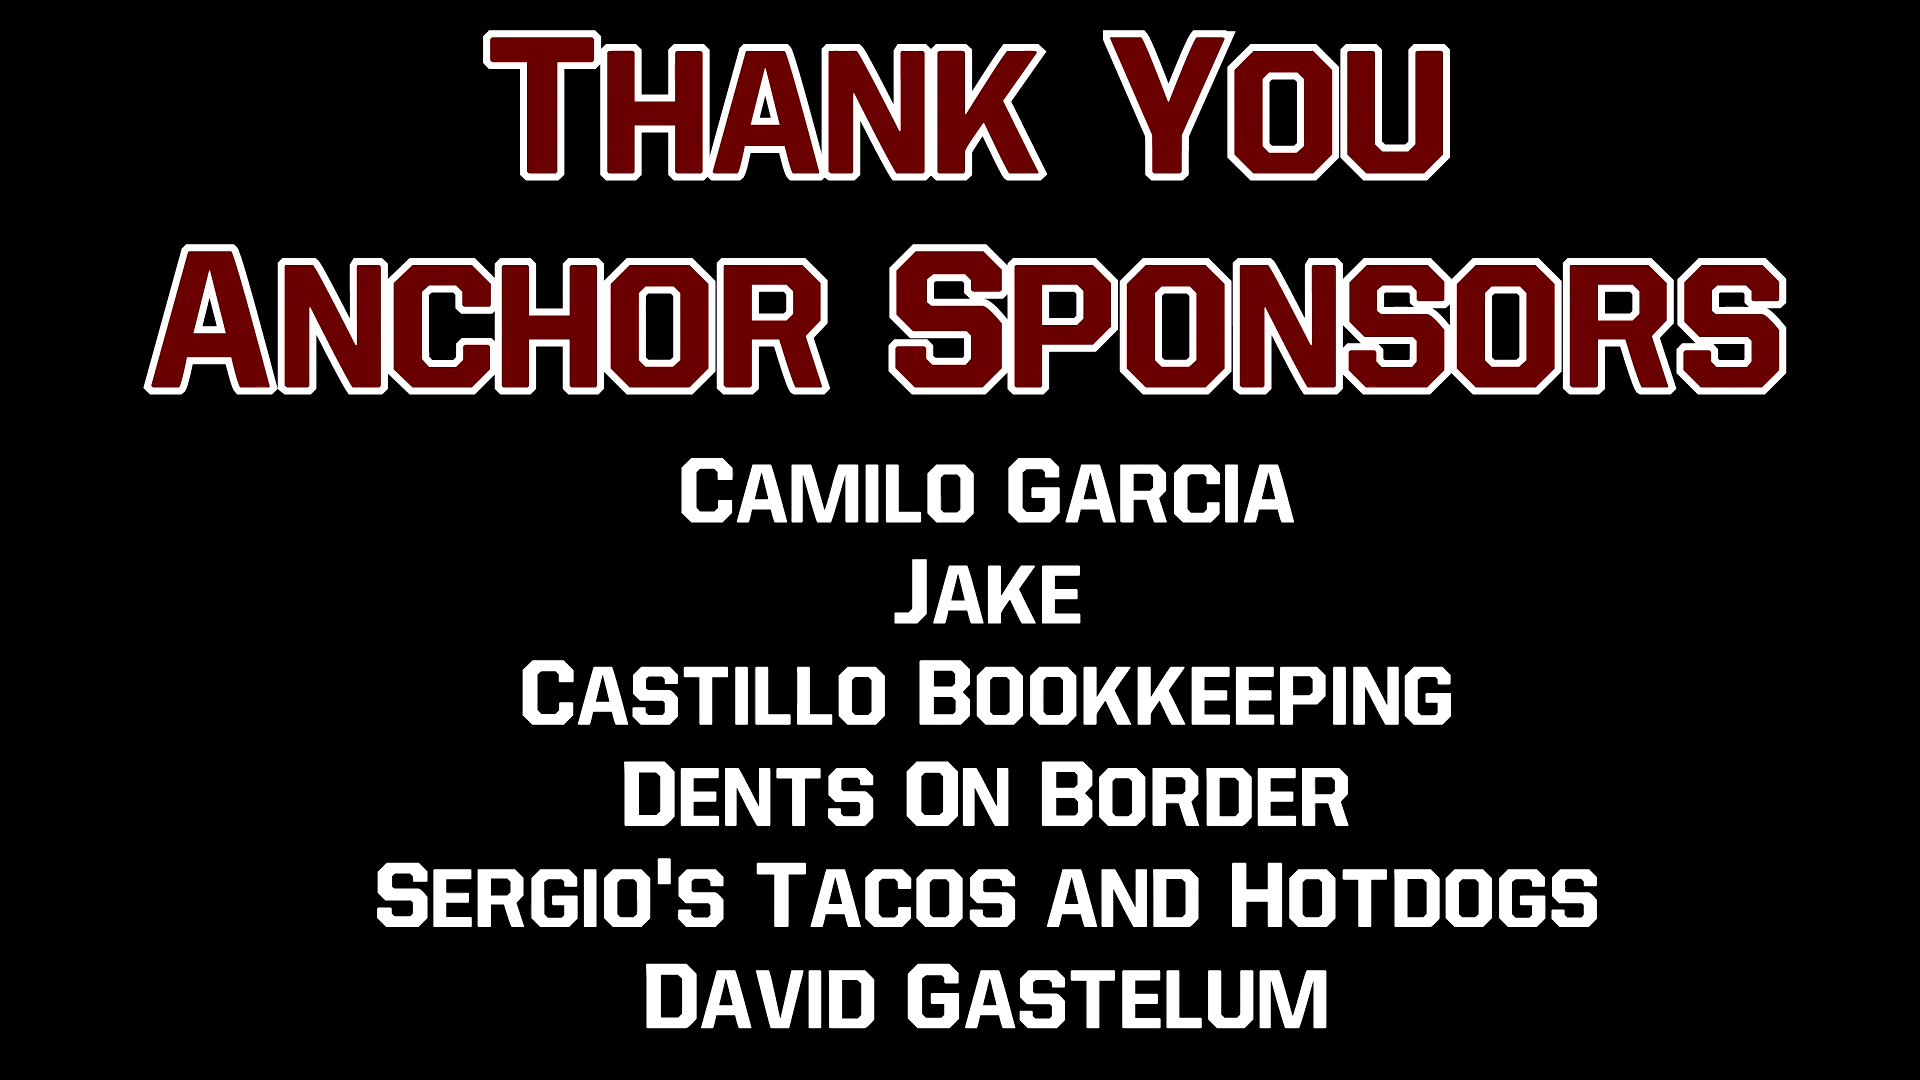 Thank You
Anchor Sponsors
Camilo Garcia
Jake
Castillo Bookkeeping
Dents On Border
Sergio's Tacos and Hotdogs
David Gastelum